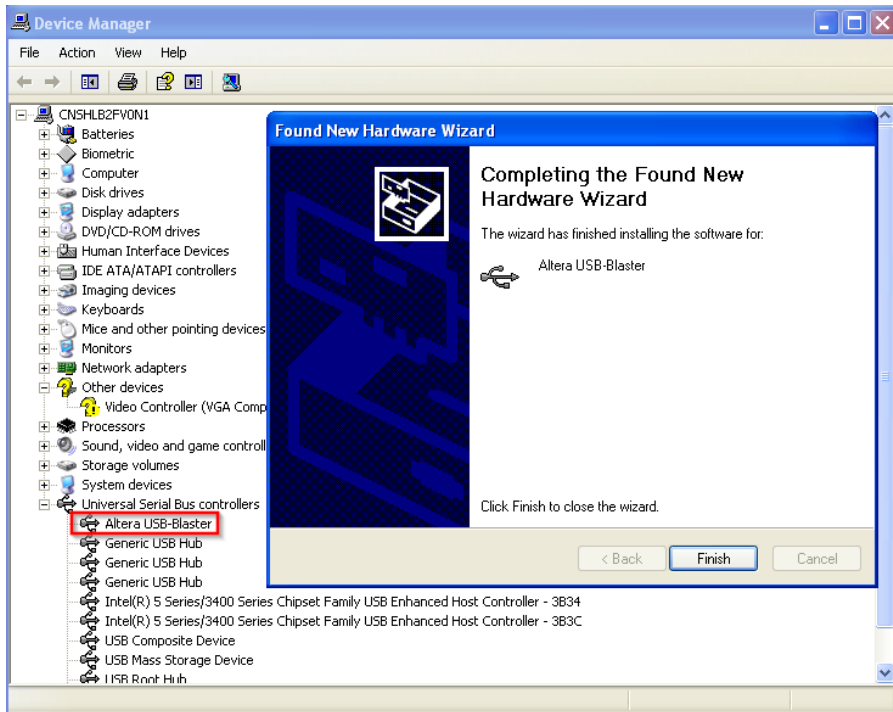 Device Manager
File Action View Help
CNSHLB2FV0N1
Batteries
Biometric
Computer
Disk drives
Display adapters
DVD/CD-ROM drives
Human Interface Devices
IDE ATA/ATAPI controllers
Imaging devices
Keyboards
Mice and other pointing devices
Monitors
Network adapters
Other devices
Video Controller (VGA Comp
Processors
Sound, video and game controll
Storage volumes
System devices
Universal Serial Bus controllers
Altera USB-Blaster
Generic USB Hub
Generic USB Hub
Generic USB Hub
Intel(R) 5 Series/3400 Series Chipset Family USB Enhanced Host Controller - 3B34
Intel(R) 5 Series/3400 Series Chipset Family USB Enhanced Host Controller - 3B3C
USB Composite Device
USB Mass Storage Device
USB Root Hub
Found New Hardware Wizard
Completing the Found New
Hardware Wizard
The wizard has finished installing the software for:
Altera USB-Blaster
Click Finish to close the wizard.
< Back Finish Cancel